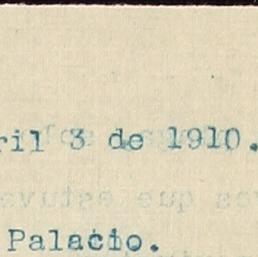 ril 3 de 1910.
Palacio.